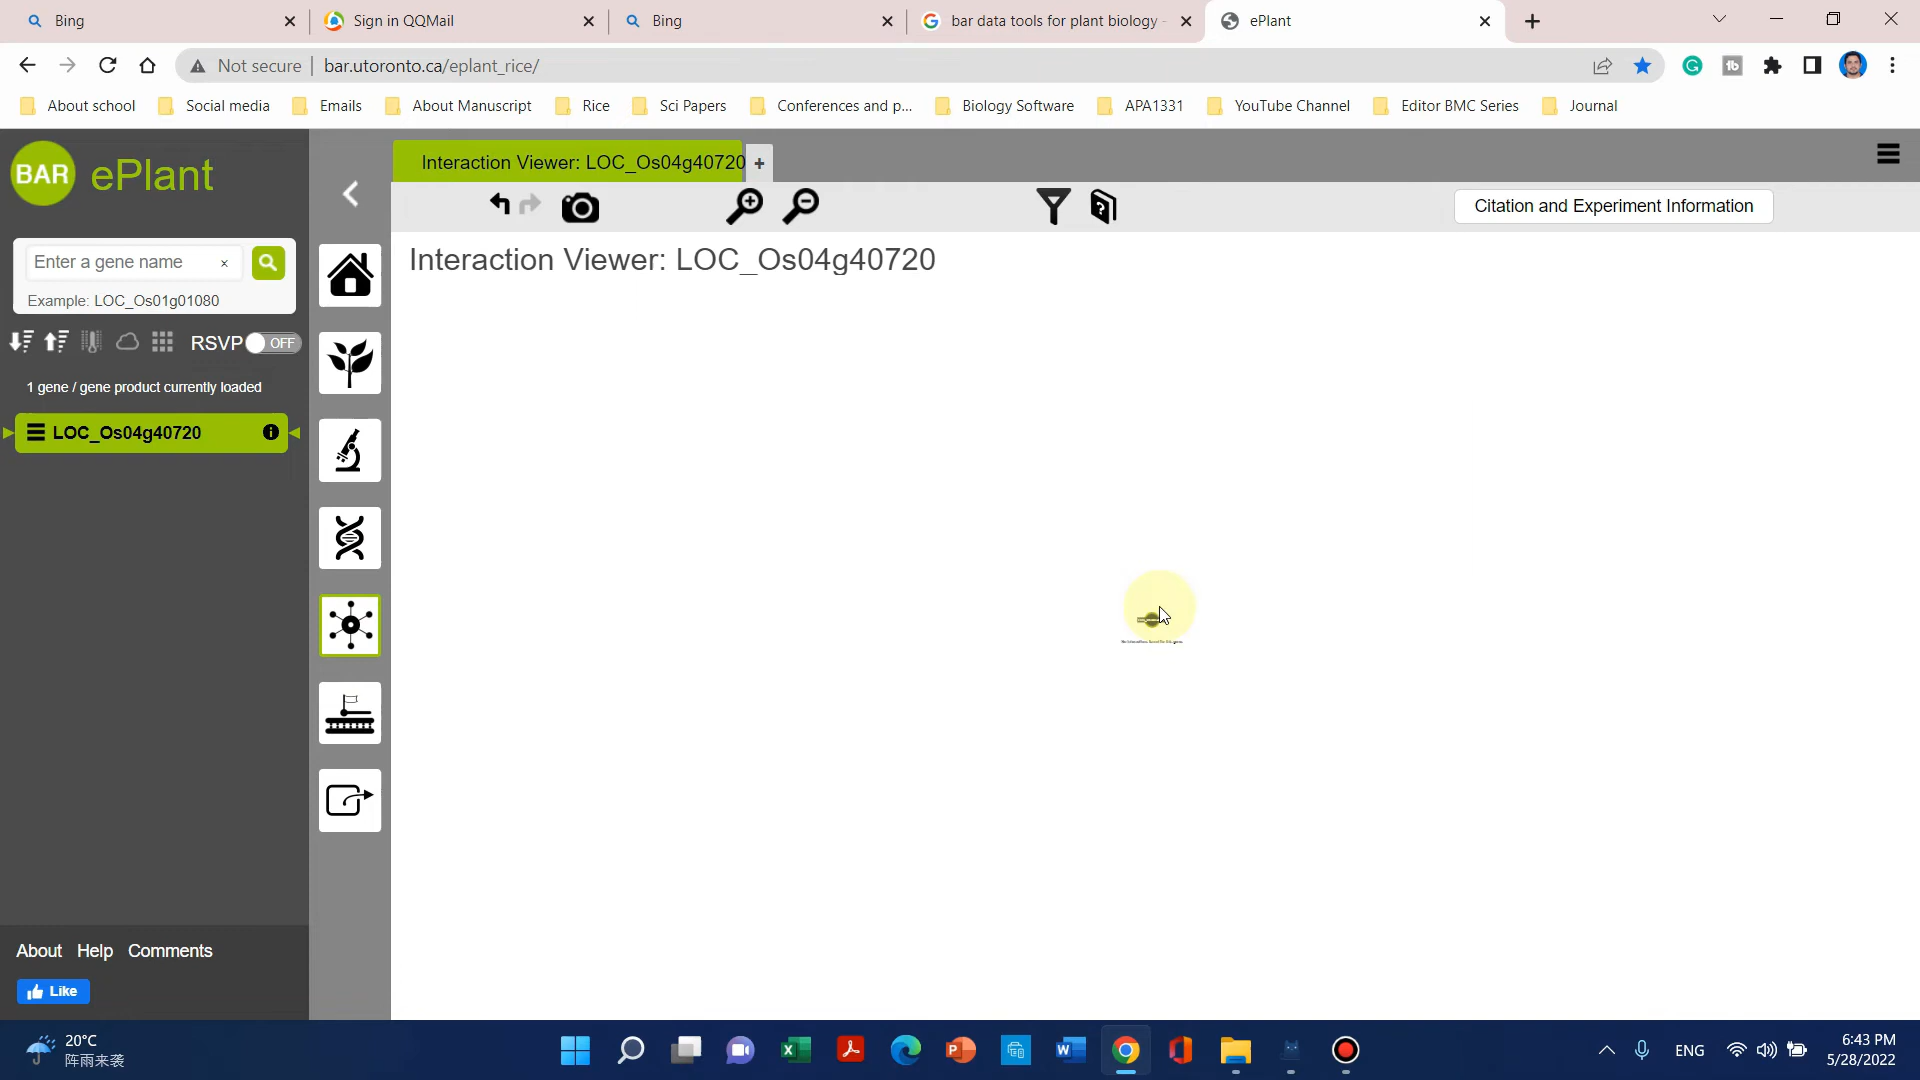 Bing
Sign in QQMail
Bing
bar data tools for plant biology -
ePlant
Not secure | bar.utoronto.ca/eplant_rice/
About school
Social media
Emails
About Manuscript
Rice
Sci Papers
Conferences and p...
Biology Software
APA1331
YouTube Channel
Editor BMC Series
Journal
BAR ePlant
Interaction Viewer: LOC_Os04g40720
+
Citation and Experiment Information
Interaction Viewer: LOC_Os04g40720
Enter a gene name
x
Example: LOC_Os01g01080
RSVP OFF
1 gene / gene product currently loaded
LOC_Os04g40720
About Help Comments
Like
20°C
阵雨来袭
ENG
6:43 PM
5/28/2022